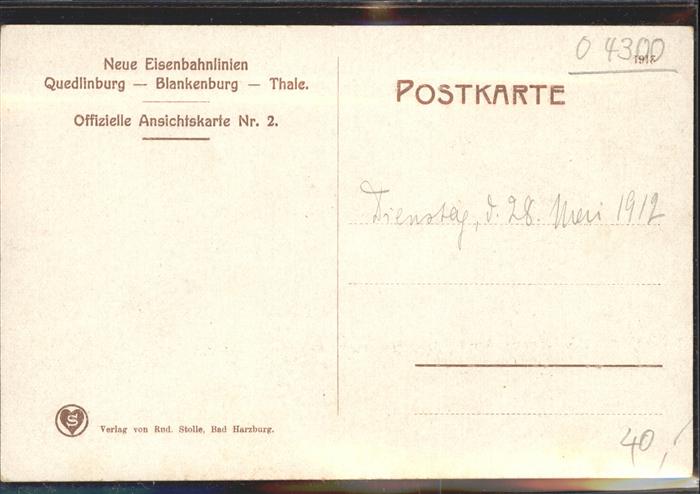 Neue Eisenbahnlinien
Quedlinburg — Blankenburg — Thale.
Offizielle Ansichtskarte Nr. 2.
S
Verlag von Rud. Stolle, Bad Harzburg.
O 4300
POSTKARTE
Dienstag, d. 28. Mai 1912
40,-